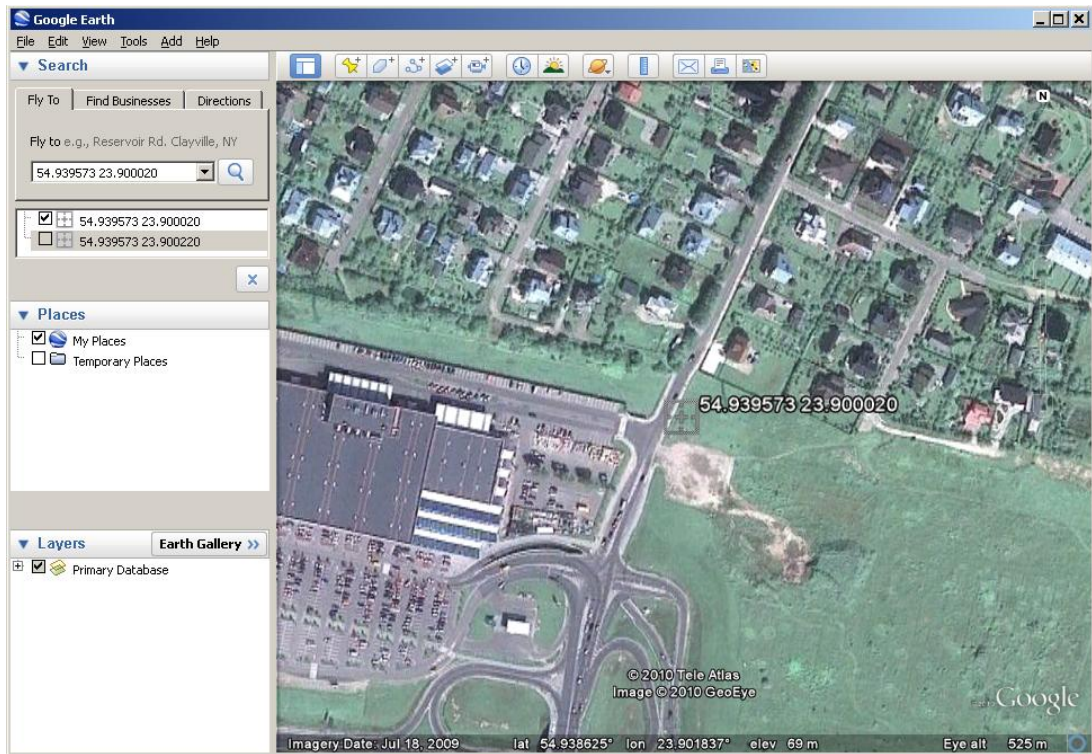 Google Earth
File Edit View Tools Add Help
Search
Fly To Find Businesses Directions
Fly to e.g., Reservoir Rd. Clayville, NY
54.939573 23.900020
54.939573 23.900020
54.939573 23.900220
Places
My Places
Temporary Places
Layers
Earth Gallery >>
Primary Database
N
54.939573 23.900020
© 2010 Tele Atlas
Image © 2010 GeoEye
Google
Imagery Date: Jul 18, 2009 lat 54.938625° lon 23.901837° elev 69 m Eye alt 525 m